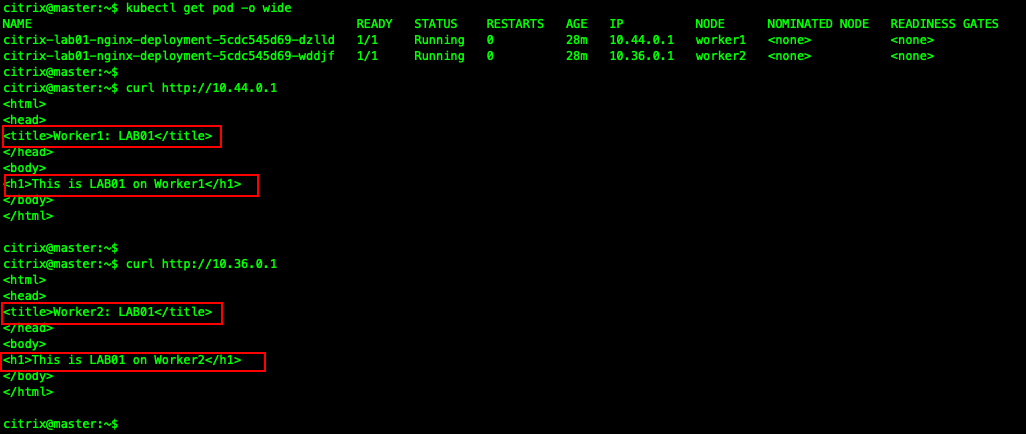 citrix@master:~$ kubectl get pod -o wide
NAME READY STATUS RESTARTS AGE IP NODE NOMINATED NODE READINESS GATES
citrix-lab01-nginx-deployment-5cdc545d69-dzlld 1/1 Running 0 28m 10.44.0.1 worker1 <none> <none>
citrix-lab01-nginx-deployment-5cdc545d69-wddjf 1/1 Running 0 28m 10.36.0.1 worker2 <none> <none>
citrix@master:~$
citrix@master:~$ curl http://10.44.0.1
<html>
<head>
<title>Worker1: LAB01</title>
</head>
<body>
<h1>This is LAB01 on Worker1</h1>
</body>
</html>
citrix@master:~$
citrix@master:~$ curl http://10.36.0.1
<html>
<head>
<title>Worker2: LAB01</title>
</head>
<body>
<h1>This is LAB01 on Worker2</h1>
</body>
</html>
citrix@master:~$